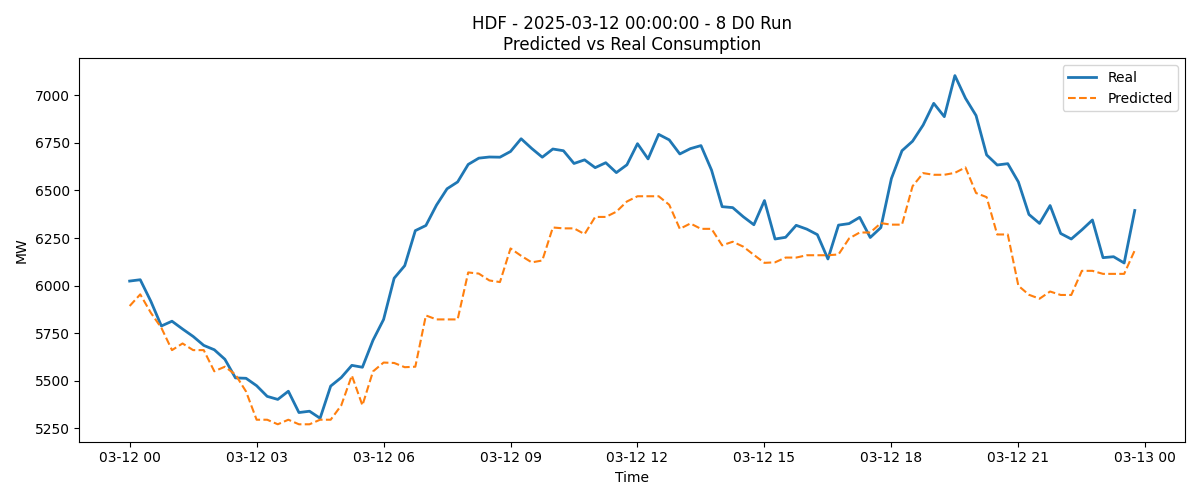 HDF - 2025-03-12 00:00:00 - 8 D0 Run
Predicted vs Real Consumption
Real
Predicted
MW
7000
6750
6500
6250
6000
5750
5500
5250
03-12 00
03-12 03
03-12 06
03-12 09
03-12 12
03-12 15
03-12 18
03-12 21
03-13 00
Time